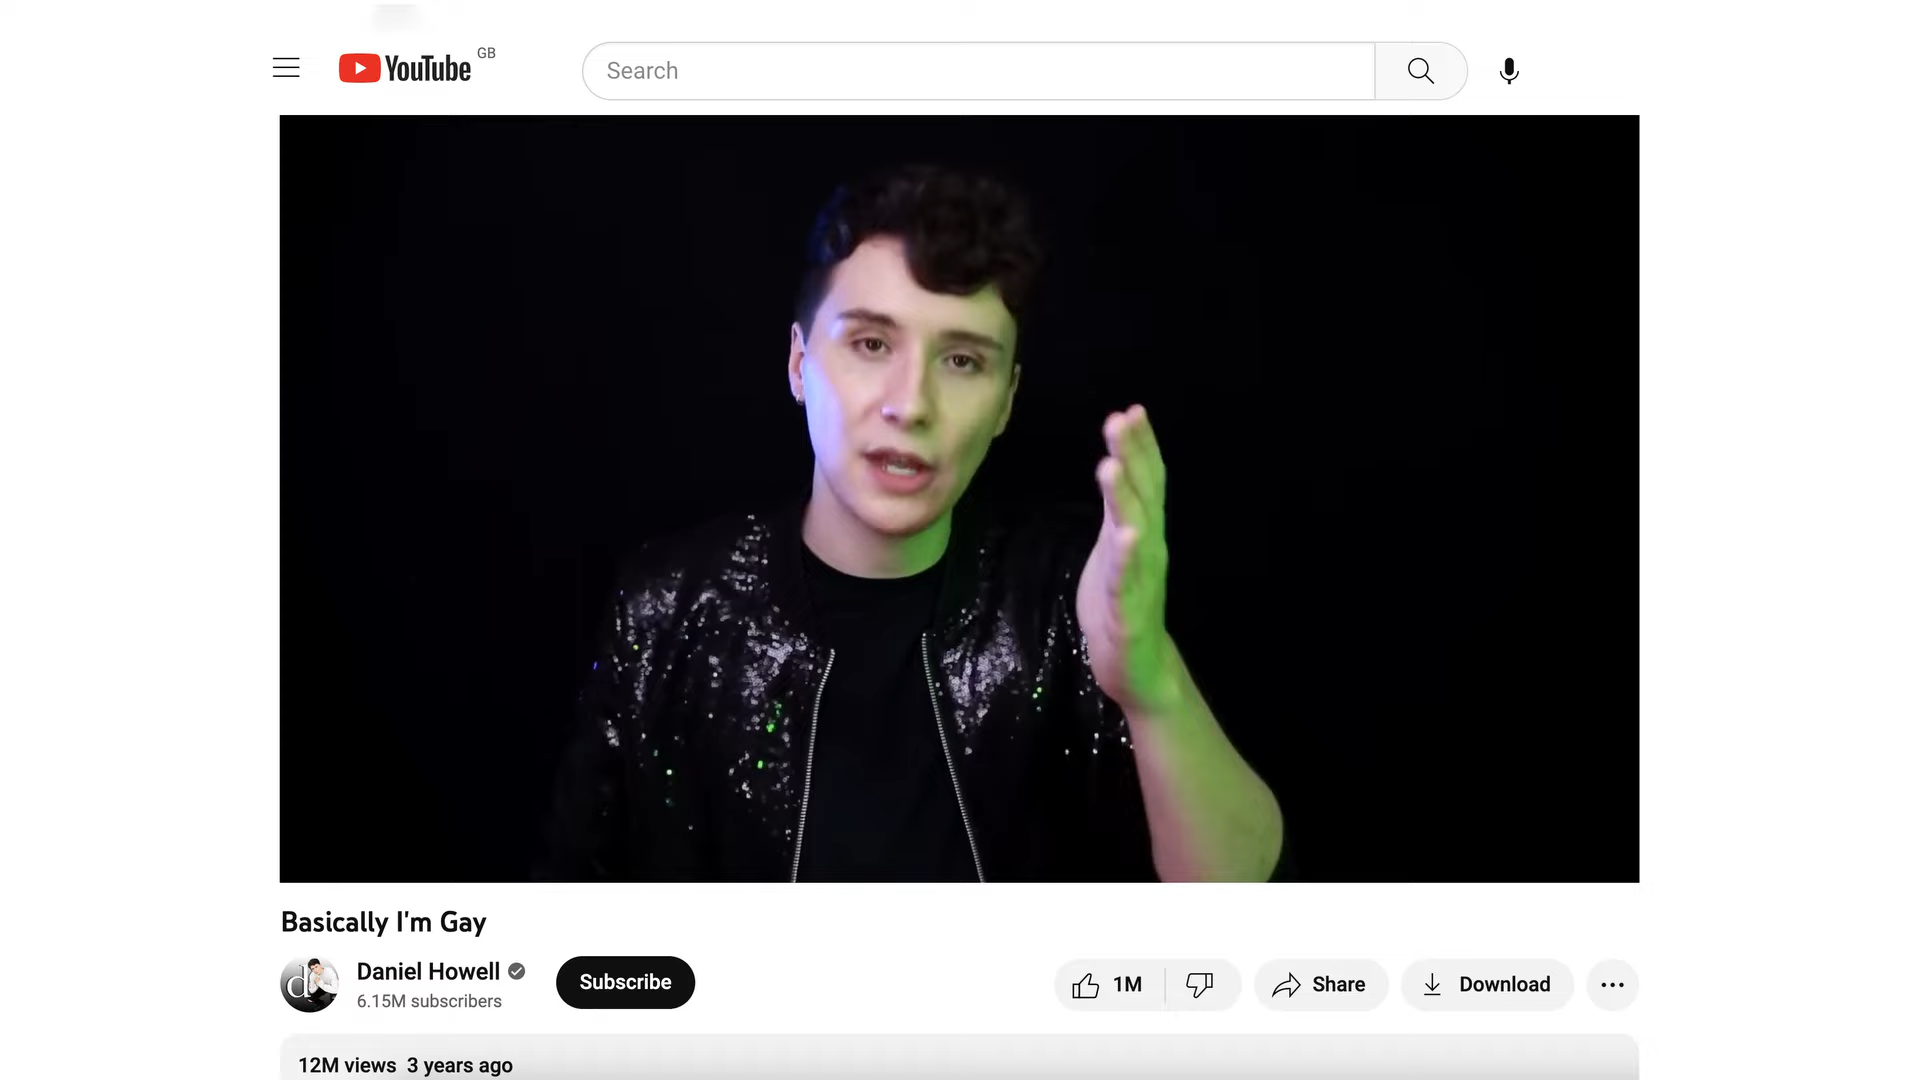 YouTube GB
Search
Basically I'm Gay
Daniel Howell
6.15M subscribers
Subscribe
1M
Share
Download
12M views 3 years ago